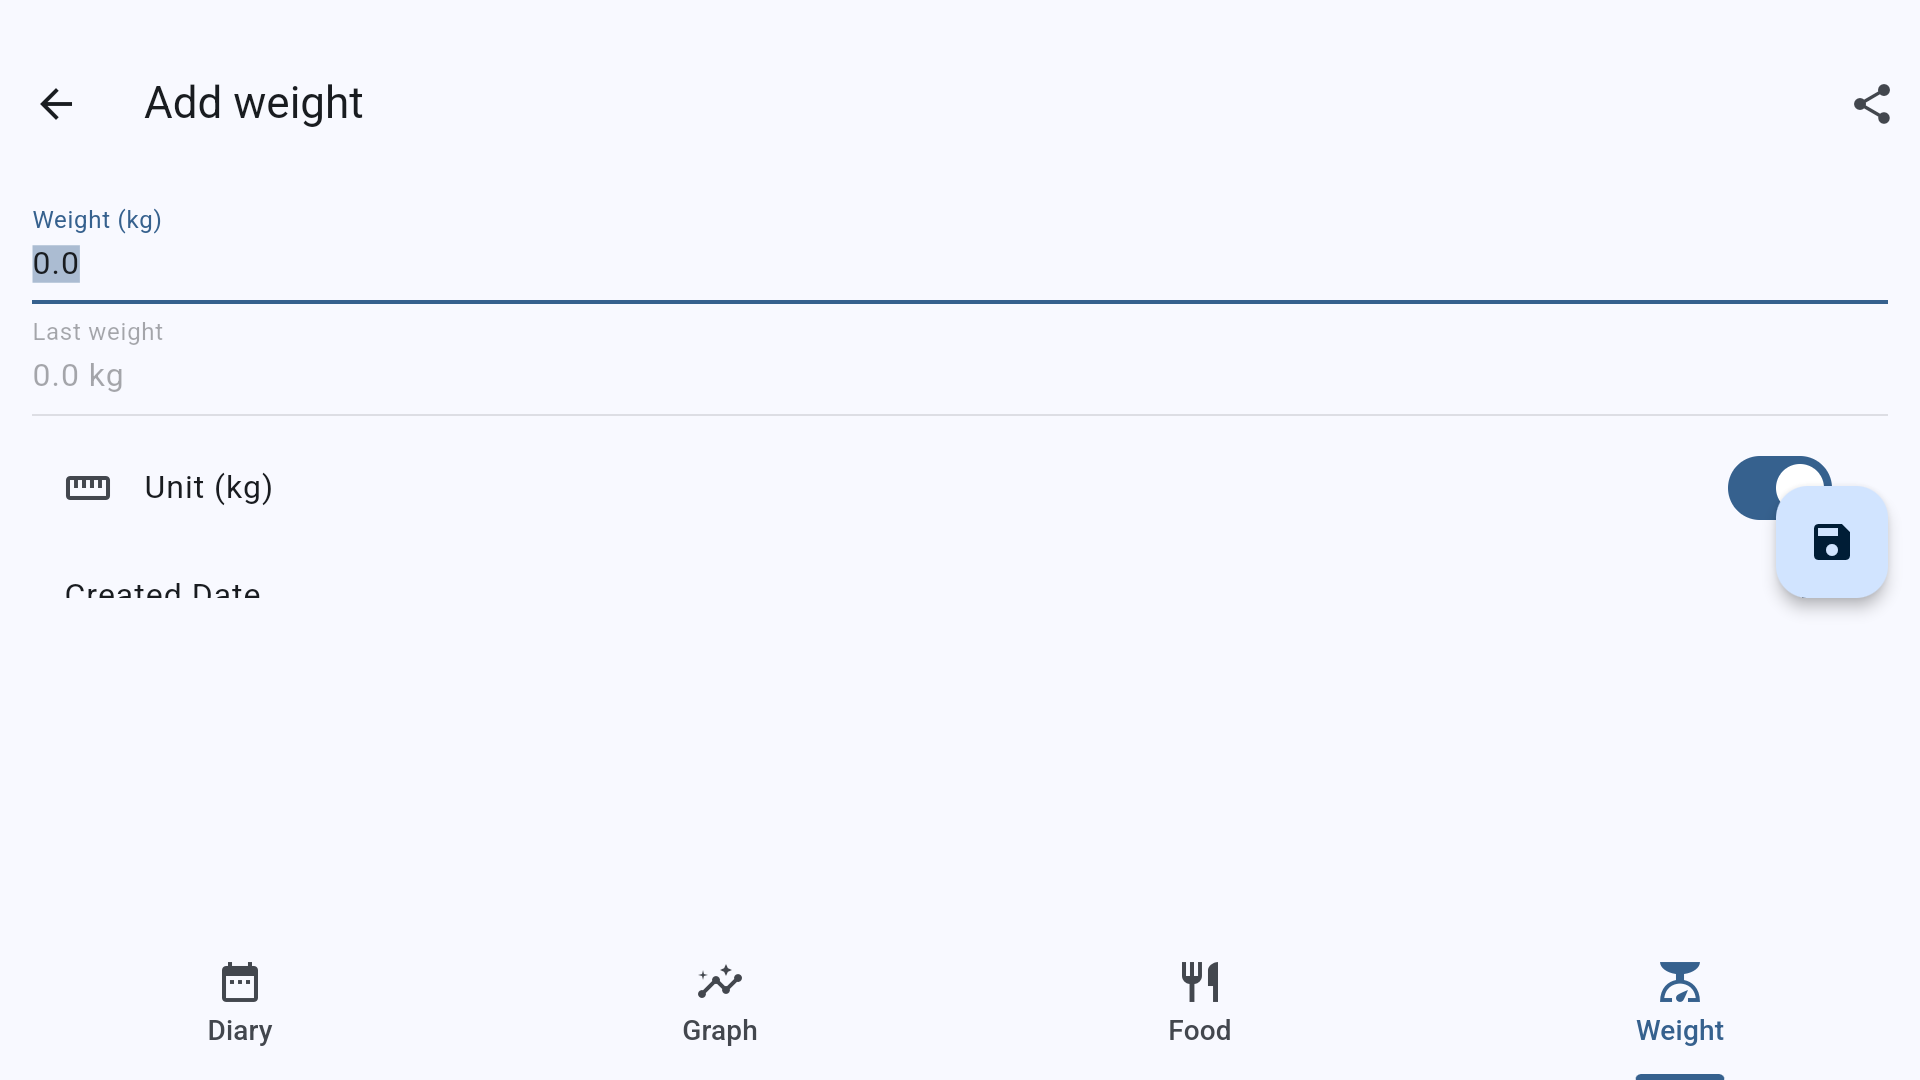 Add weight
Weight (kg)
0.0
Last weight
0.0 kg
Unit (kg)
Created Date
Diary
Graph
Food
Weight